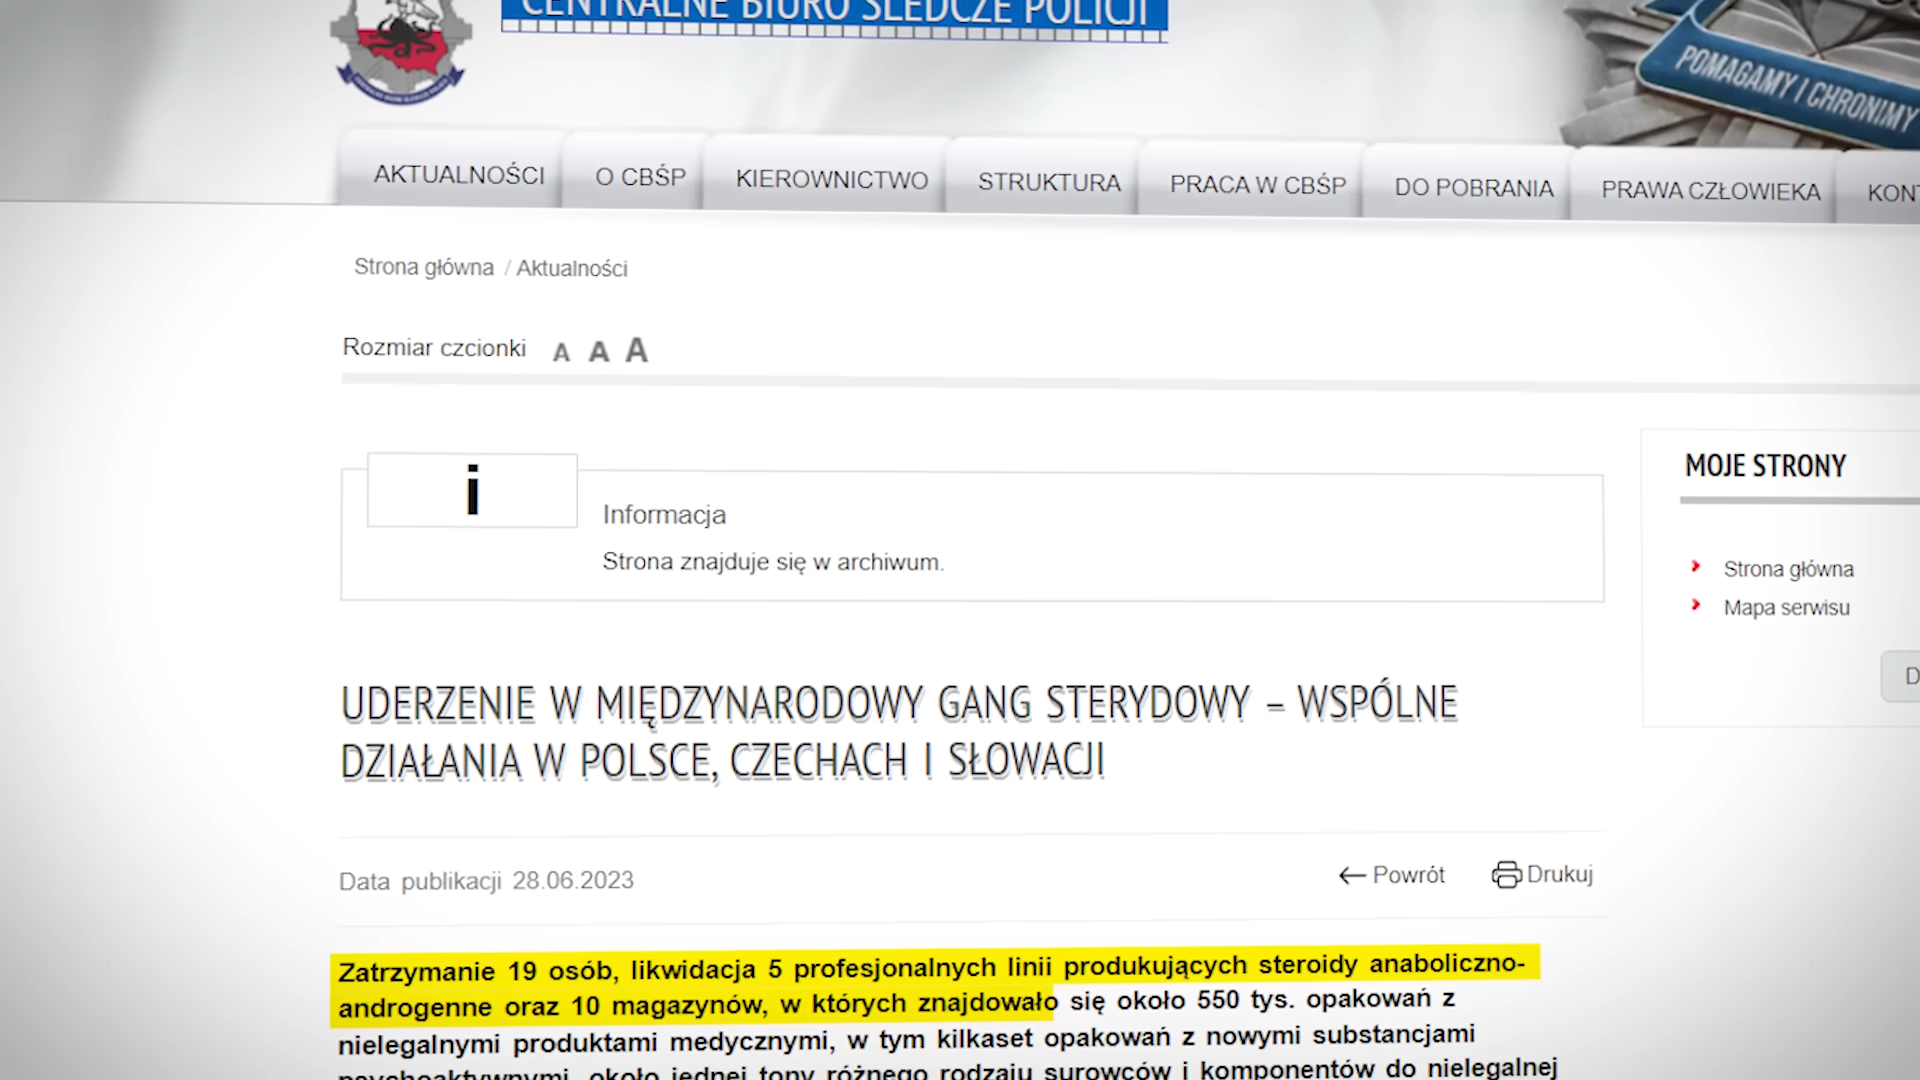 CENTRALNE BIURO ŚLEDCZE POLICJI
POMAGAMY I CHRONIMY
AKTUALNOŚCI O CBŚP KIEROWNICTWO STRUKTURA PRACA W CBŚP DO POBRANIA PRAWA CZŁOWIEKA
Strona główna / Aktualności
Rozmiar czcionki A A A
MOJE STRONY
i
Informacja
Strona znajduje się w archiwum.
Strona główna
Mapa serwisu
UDERZENIE W MIĘDZYNARODOWY GANG STERYDOWY – WSPÓLNE
DZIAŁANIA W POLSCE, CZECHACH I SŁOWACJI
Data publikacji 28.06.2023
Powrót Drukuj
Zatrzymanie 19 osób, likwidacja 5 profesjonalnych linii produkujących steroidy anaboliczno-
androgenne oraz 10 magazynów, w których znajdowało się około 550 tys. opakowań z
nielegalnymi produktami medycznymi, w tym kilkaset opakowań z nowymi substancjami
psychoaktywnymi, około jednej tony różnego rodzaju surowców i komponentów do nielegalnej